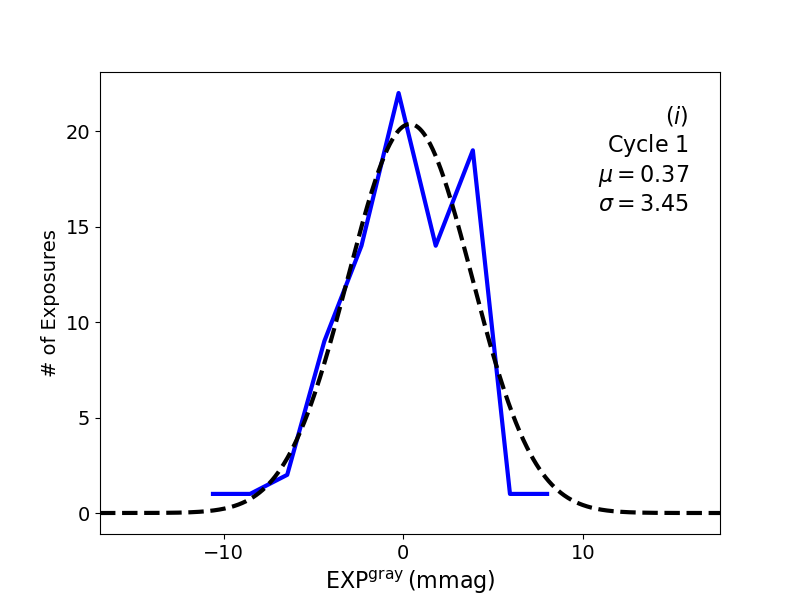 (i)
Cycle 1
μ = 0.37
σ = 3.45
# of Exposures
20
15
10
5
0
−10 0 10
EXP^gray (mmag)